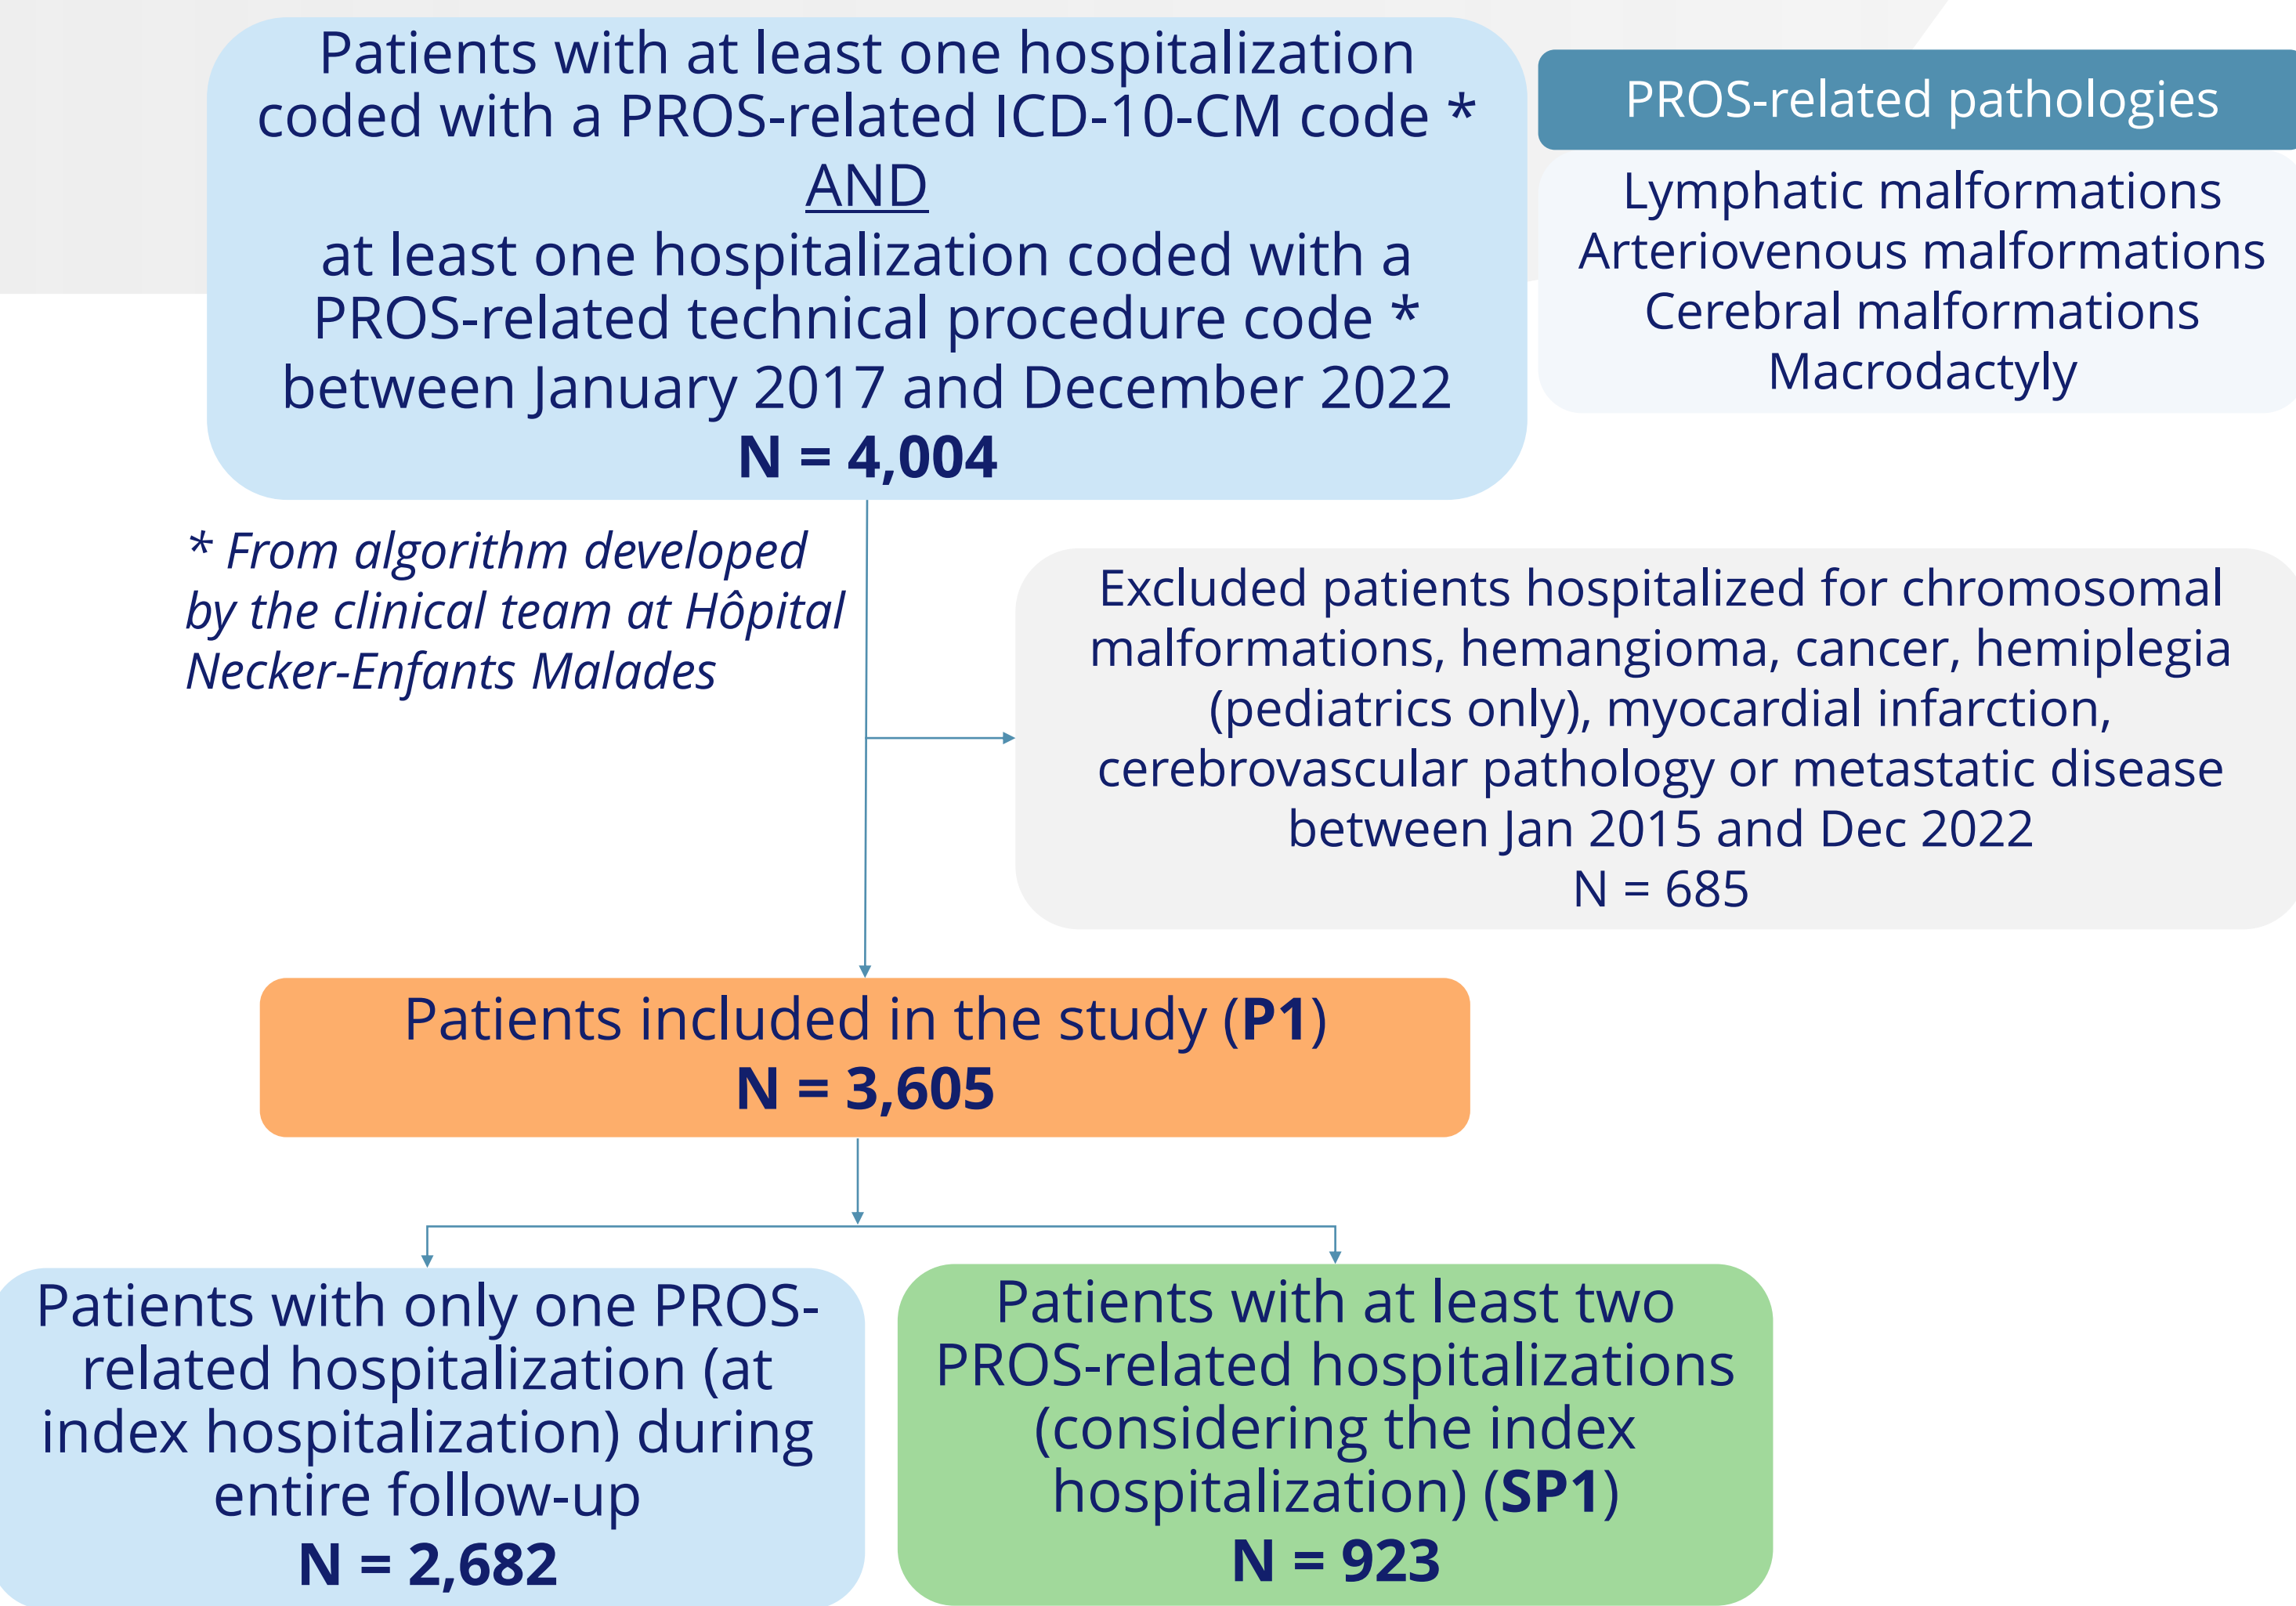 Patients with at least one hospitalization
coded with a PROS-related ICD-10-CM code *
AND
at least one hospitalization coded with a
PROS-related technical procedure code *
between January 2017 and December 2022
N = 4,004
PROS-related pathologies
Lymphatic malformations
Arteriovenous malformations
Cerebral malformations
Macrodactyly
* From algorithm developed
by the clinical team at Hôpital
Necker-Enfants Malades
Excluded patients hospitalized for chromosomal
malformations, hemangioma, cancer, hemiplegia
(pediatrics only), myocardial infarction,
cerebrovascular pathology or metastatic disease
between Jan 2015 and Dec 2022
N = 685
Patients included in the study (P1)
N = 3,605
Patients with only one PROS-
related hospitalization (at
index hospitalization) during
entire follow-up
N = 2,682
Patients with at least two
PROS-related hospitalizations
(considering the index
hospitalization) (SP1)
N = 923